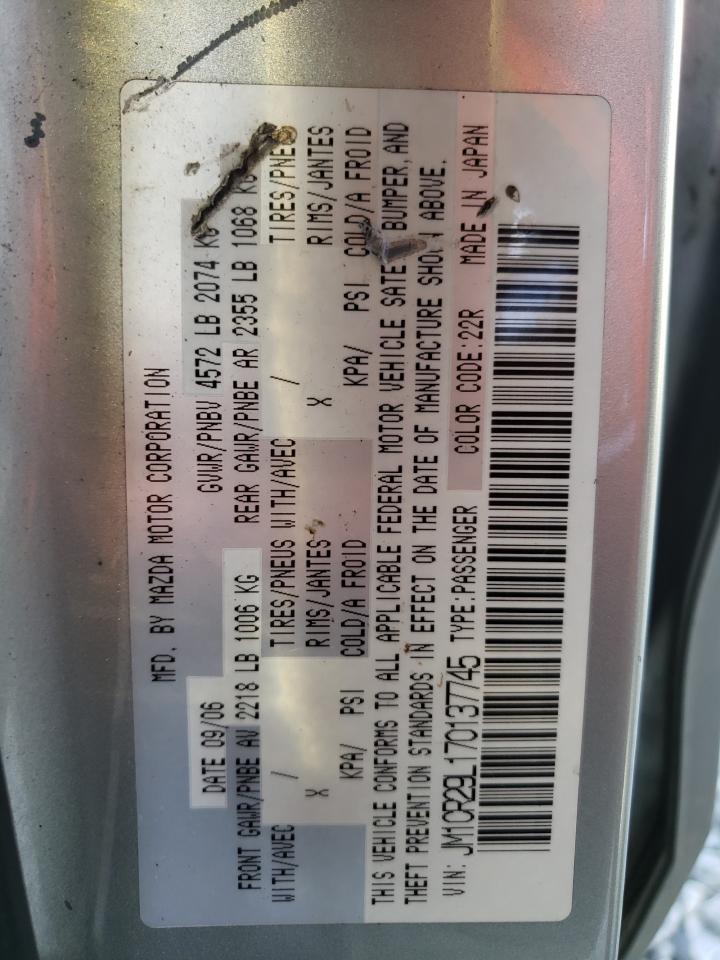 MFD. BY MAZDA MOTOR CORPORATION
DATE 09/06 GVWR/PNBV 4572 LB 2074 KG
FRONT GAWR/PNBE AV 2218 LB 1006 KG REAR GAWR/PNBE AR 2355 LB 1068 KG
WITH/AVEC / TIRES/PNEUS WITH/AVEC / TIRES/PNEUS
X RIMS/JANTES X RIMS/JANTES
KPA/ PSI COLD/A FROID KPA/ PSI COLD/A FROID
THIS VEHICLE CONFORMS TO ALL APPLICABLE FEDERAL MOTOR VEHICLE SAFETY BUMPER, AND
THEFT PREVENTION STANDARDS IN EFFECT ON THE DATE OF MANUFACTURE SHOWN ABOVE.
VIN: JM1CR29L170137745 TYPE:PASSENGER COLOR CODE:22R MADE IN JAPAN